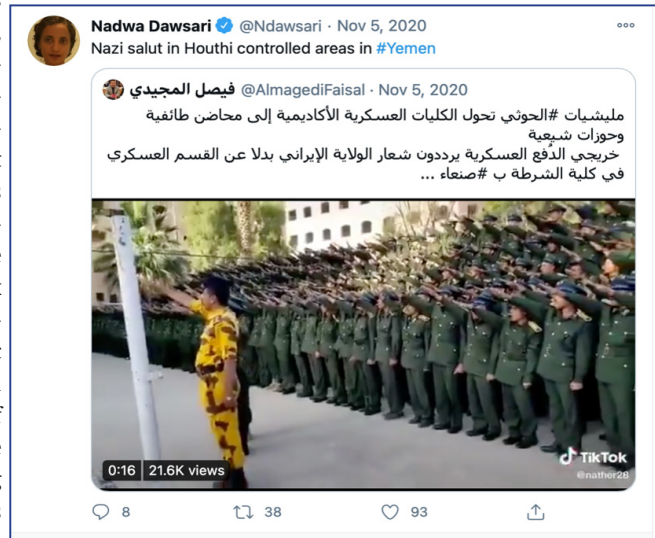 Nadwa Dawsari @Ndawsari · Nov 5, 2020
Nazi salut in Houthi controlled areas in #Yemen
فيصل المجيدي @AlmagediFaisal · Nov 5, 2020
مليشيات #الحوثي تحول الكليات العسكرية الأكاديمية إلى محاضن طائفية
وحوزات شيعية
خريجي الدُفع العسكرية يرددون شعار الولاية الإيراني بدلا عن القسم العسكري
في كلية الشرطة ب #صنعاء ...
TikTok
@nather28
0:16 21.6K views
8 38 93